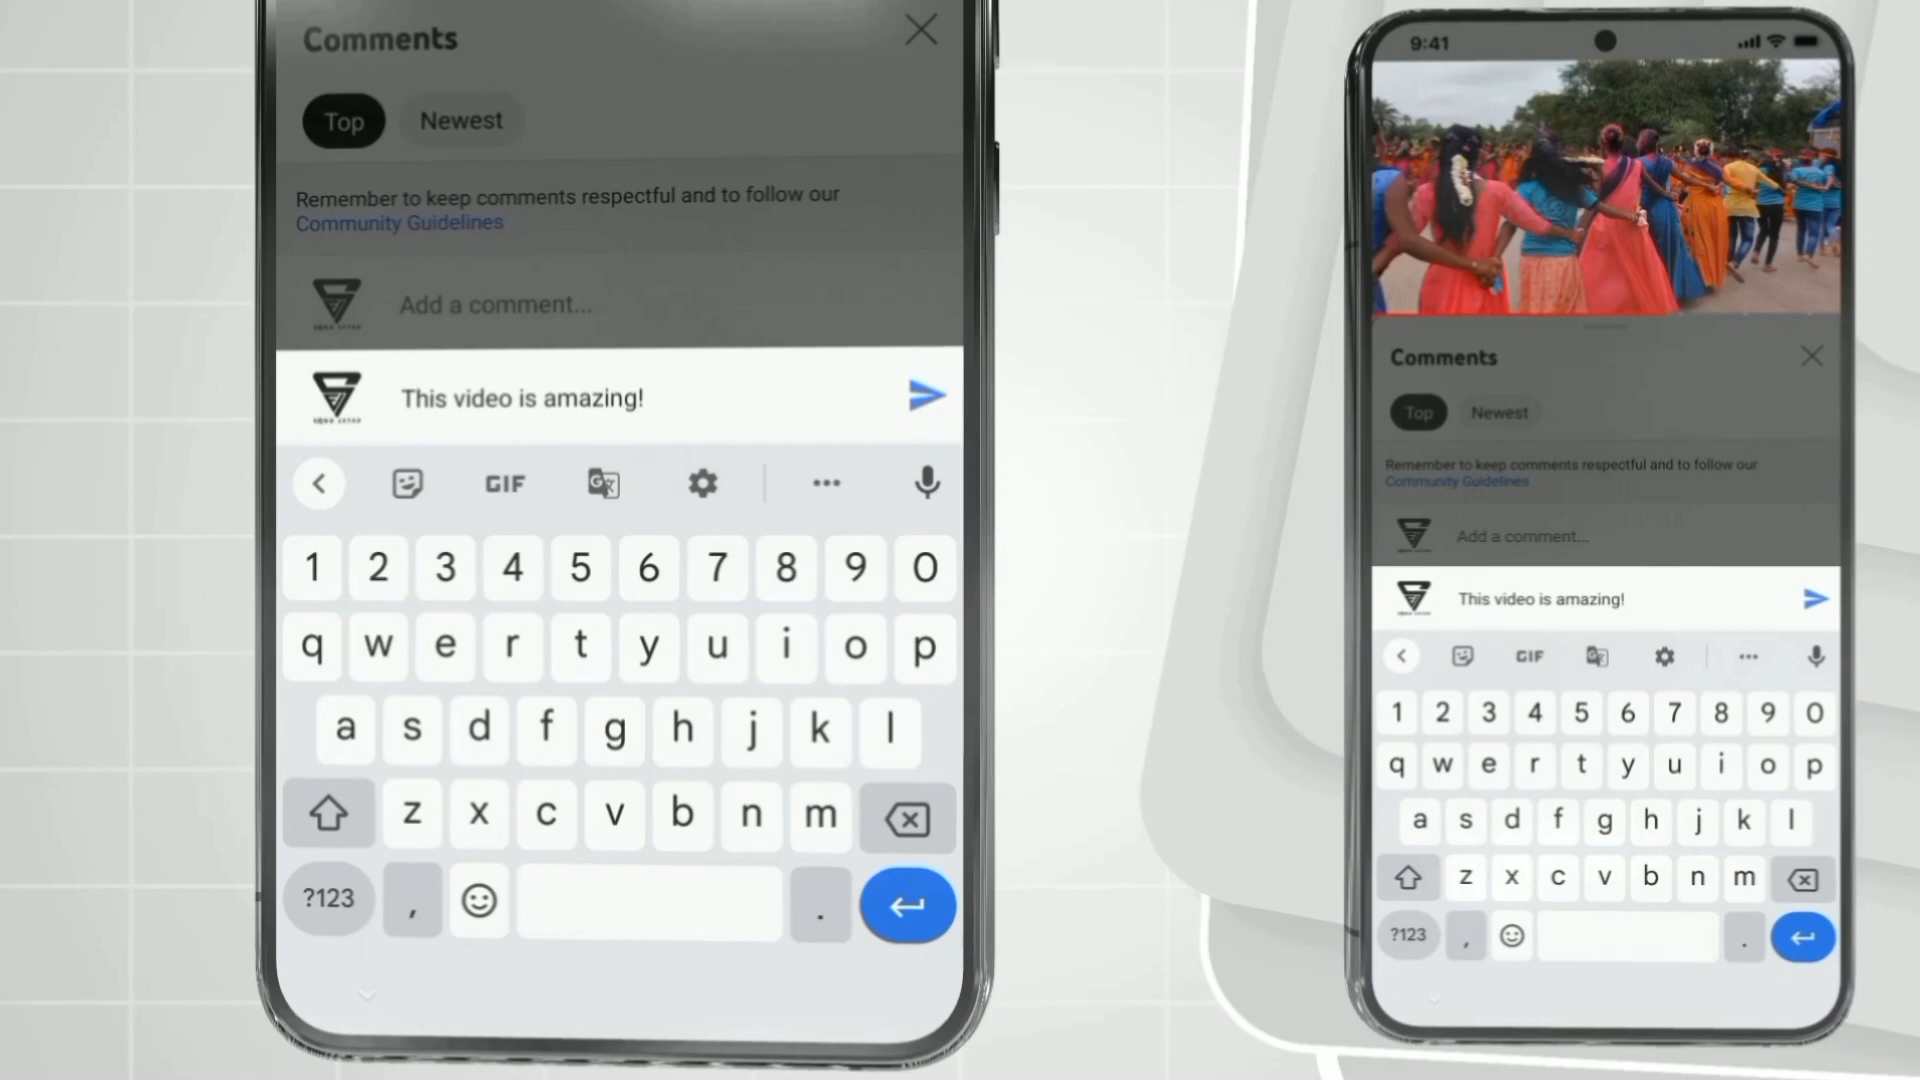 Comments
Top Newest
Remember to keep comments respectful and to follow our
Community Guidelines
Add a comment...
This video is amazing!
GIF
1 2 3 4 5 6 7 8 9 0
q w e r t y u i o p
a s d f g h j k l
z x c v b n m
?123 , .
9:41
Comments
Top Newest
Remember to keep comments respectful and to follow our
Community Guidelines
Add a comment...
This video is amazing!
GIF
1 2 3 4 5 6 7 8 9 0
q w e r t y u i o p
a s d f g h j k l
z x c v b n m
?123 , .